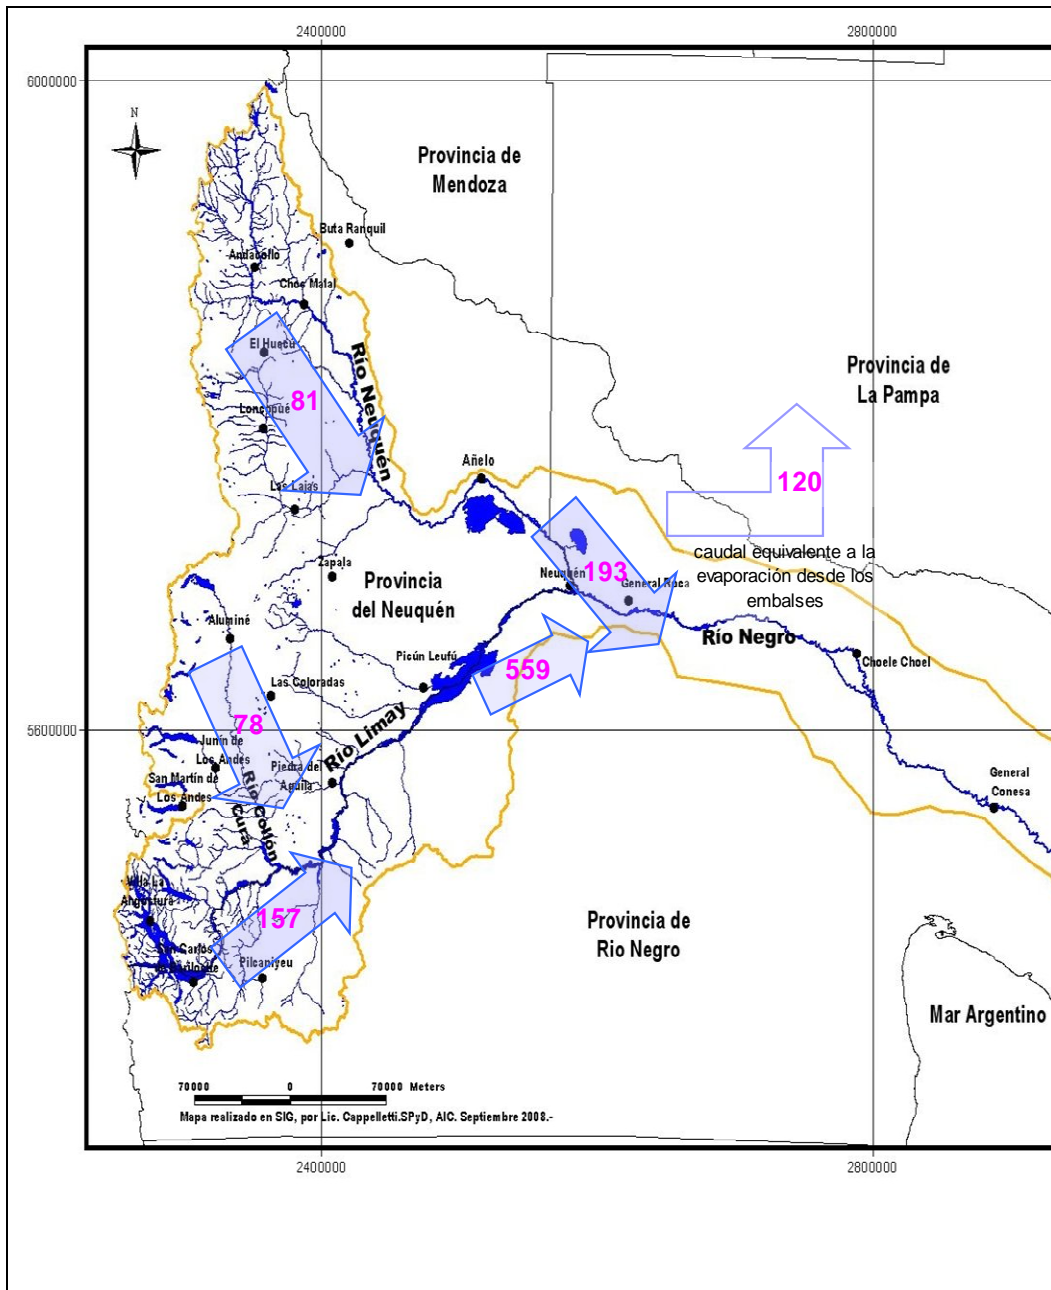 2400000
2800000
6000000
N
Provincia de
Mendoza
Buta Ranquil
Andacollo
Chos Malal
El Huecú
Río Neuquén
Provincia de
La Pampa
81
Loncopué
Añelo
Las Lajas
120
caudal equivalente a la
evaporación desde los
embalses
Zapala
Provincia
del Neuquén
Neuquén
193
General Roca
Aluminé
Río Negro
Picún Leufú
559
Choele Choel
Las Coloradas
78
5600000
Río Limay
Junín de
Los Andes
Piedra del
Aguila
San Martín de
Los Andes
Río Collón
Curá
General
Conesa
Villa La
Angostura
157
San Carlos
de Bariloche
Pilcaniyeu
Provincia de
Rio Negro
Mar Argentino
70000 0 70000 Meters
Mapa realizado en SIG, por Lic. Cappelletti.SPyD, AIC. Septiembre 2008.-
2400000
2800000